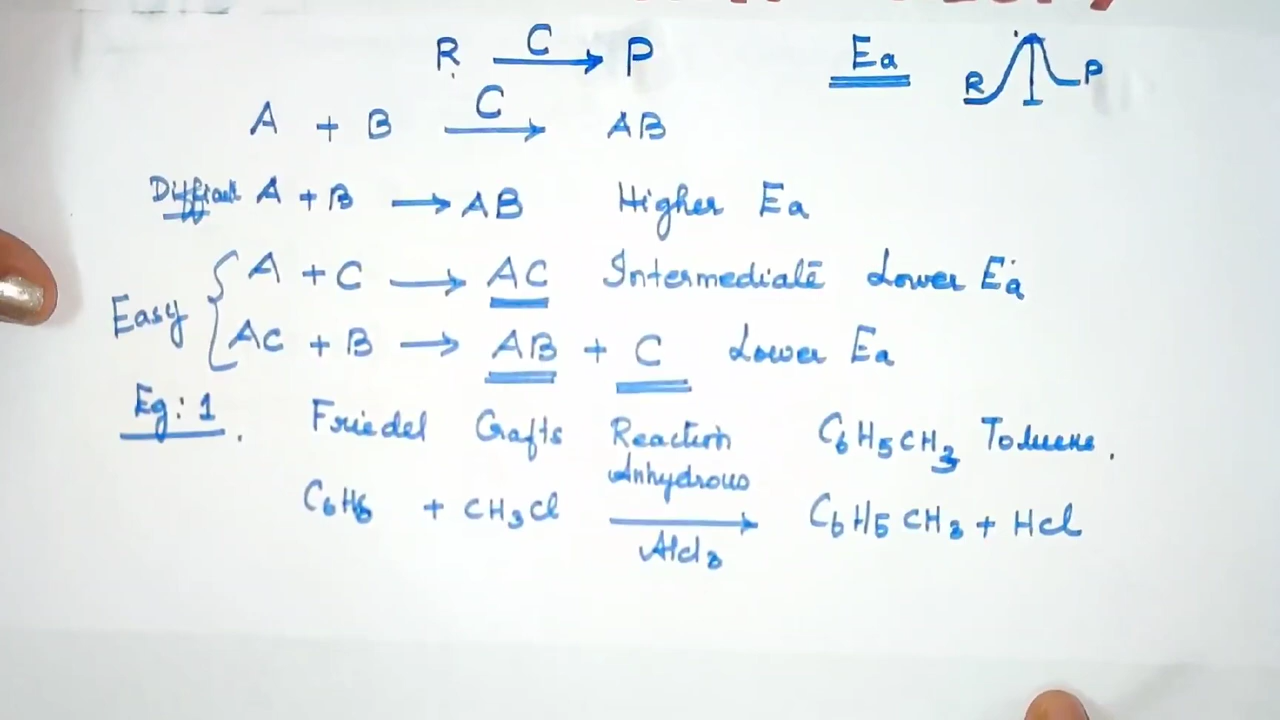 R C → P Ea R P
A + B C → AB
Difficult A + B → AB Higher Ea
Easy { A + C → AC Intermediate Lower Ea
AC + B → AB + C Lower Ea
Eg: 1. Friedel Crafts Reaction C6H5CH3 Toluene.
Anhydrous
C6H6 + CH3Cl → C6H5CH3 + HCl
AlCl3